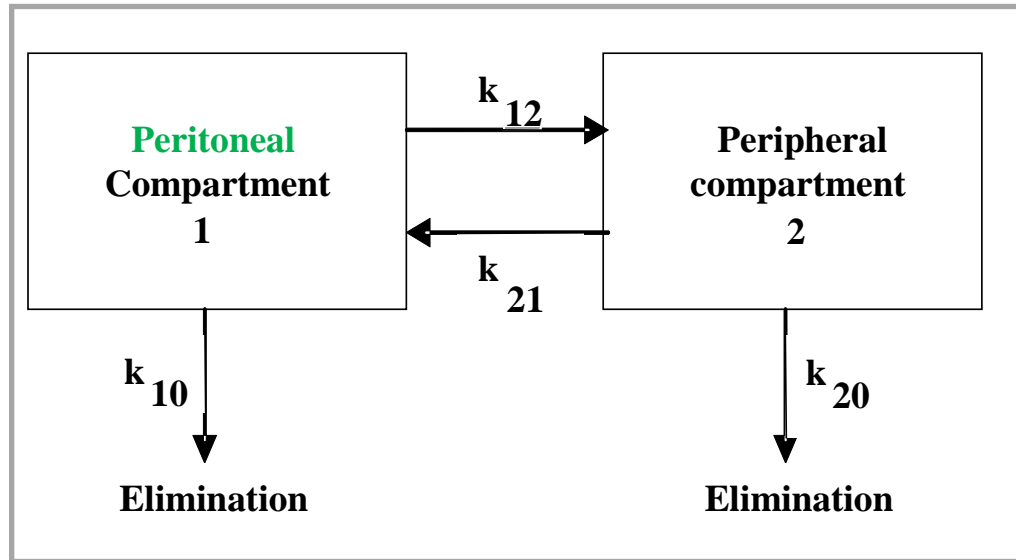 k 12
Peritoneal
Compartment
1
Peripheral
compartment
2
k 21
k 10
k 20
Elimination
Elimination